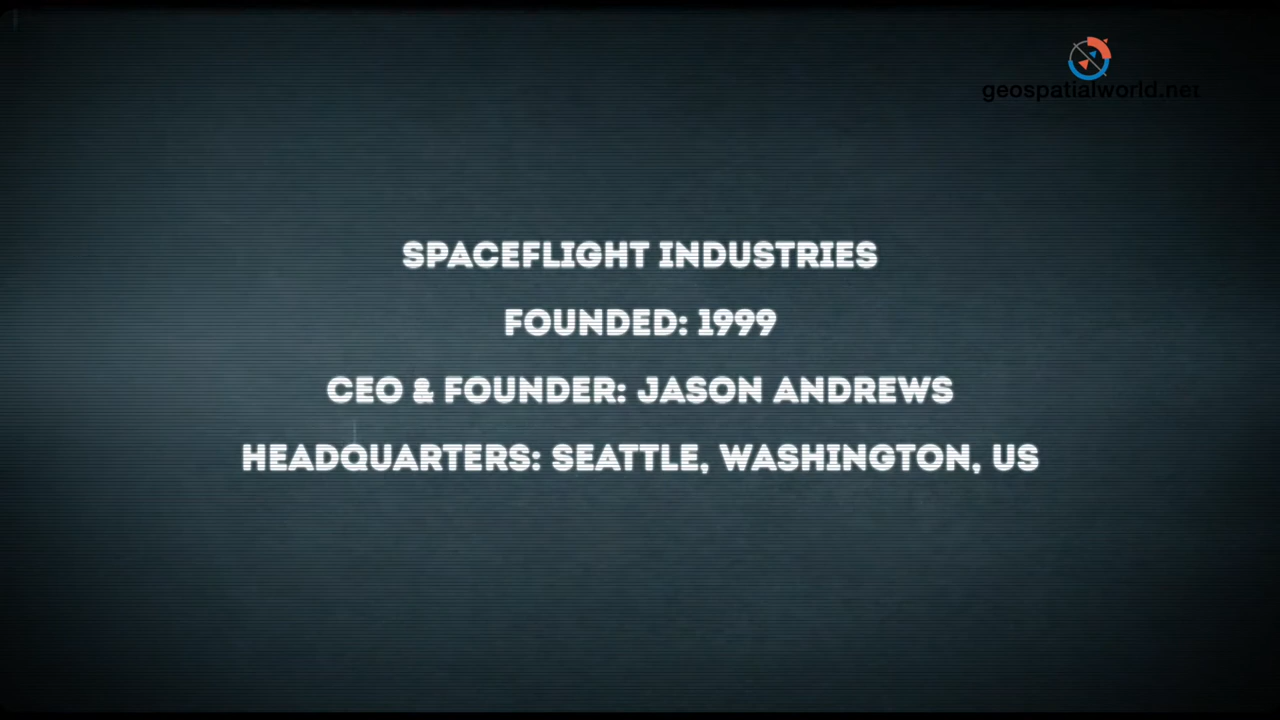 geospatialworld.net
SPACEFLIGHT INDUSTRIES
FOUNDED: 1999
CEO & FOUNDER: JASON ANDREWS
HEADQUARTERS: SEATTLE, WASHINGTON, US